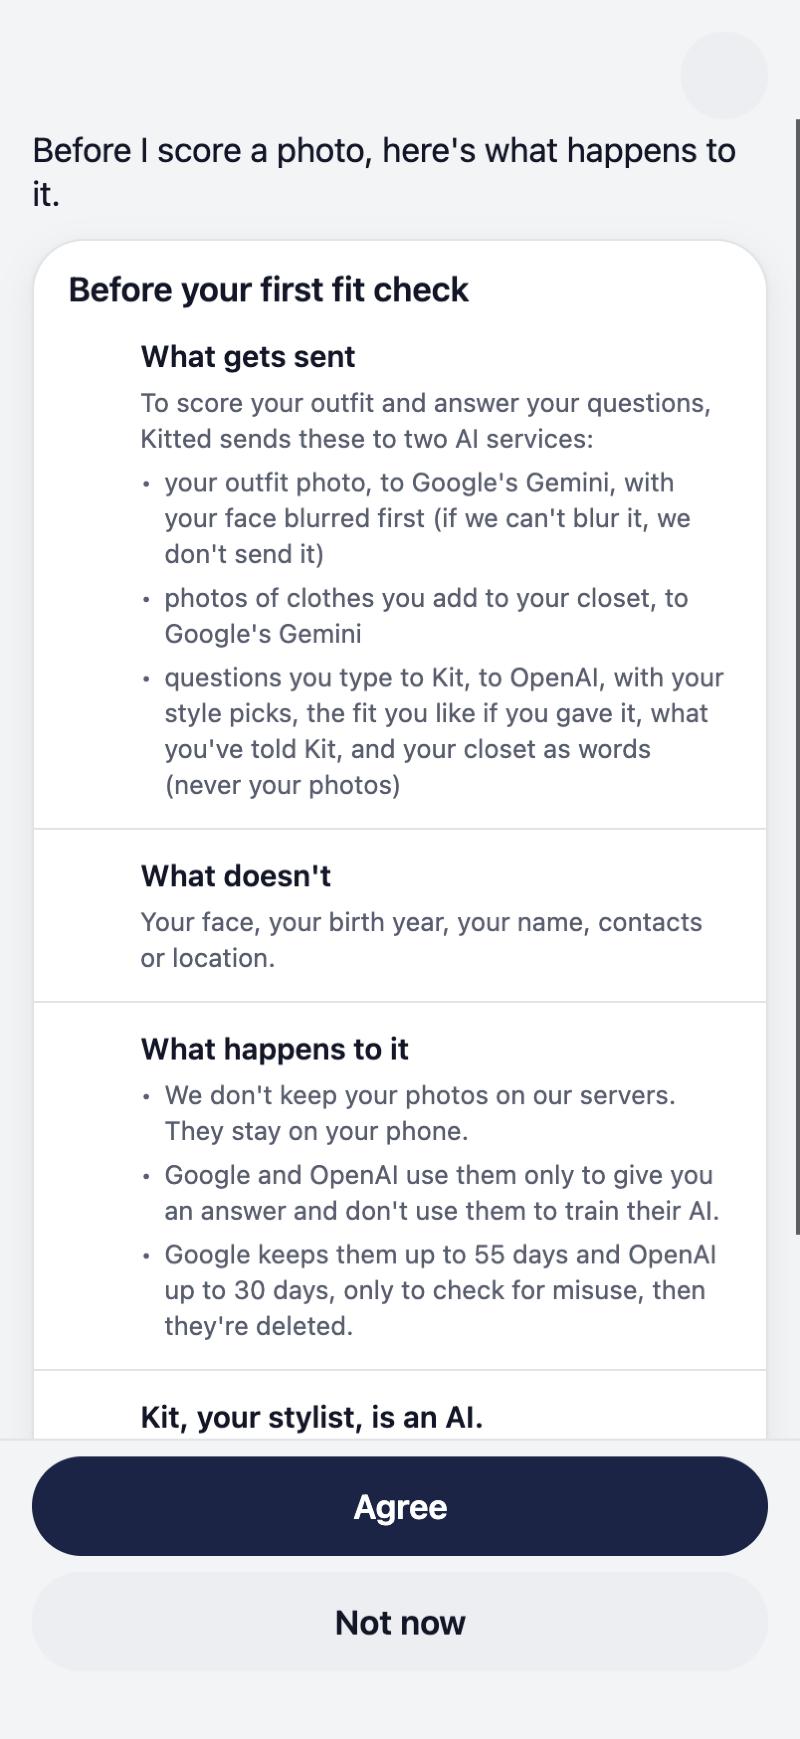 Before I score a photo, here's what happens to
it.
Before your first fit check
What gets sent
To score your outfit and answer your questions,
Kitted sends these to two AI services:
• your outfit photo, to Google's Gemini, with
your face blurred first (if we can't blur it, we
don't send it)
• photos of clothes you add to your closet, to
Google's Gemini
• questions you type to Kit, to OpenAI, with your
style picks, the fit you like if you gave it, what
you've told Kit, and your closet as words
(never your photos)
What doesn't
Your face, your birth year, your name, contacts
or location.
What happens to it
• We don't keep your photos on our servers.
They stay on your phone.
• Google and OpenAI use them only to give you
an answer and don't use them to train their AI.
• Google keeps them up to 55 days and OpenAI
up to 30 days, only to check for misuse, then
they're deleted.
Kit, your stylist, is an AI.
Agree
Not now